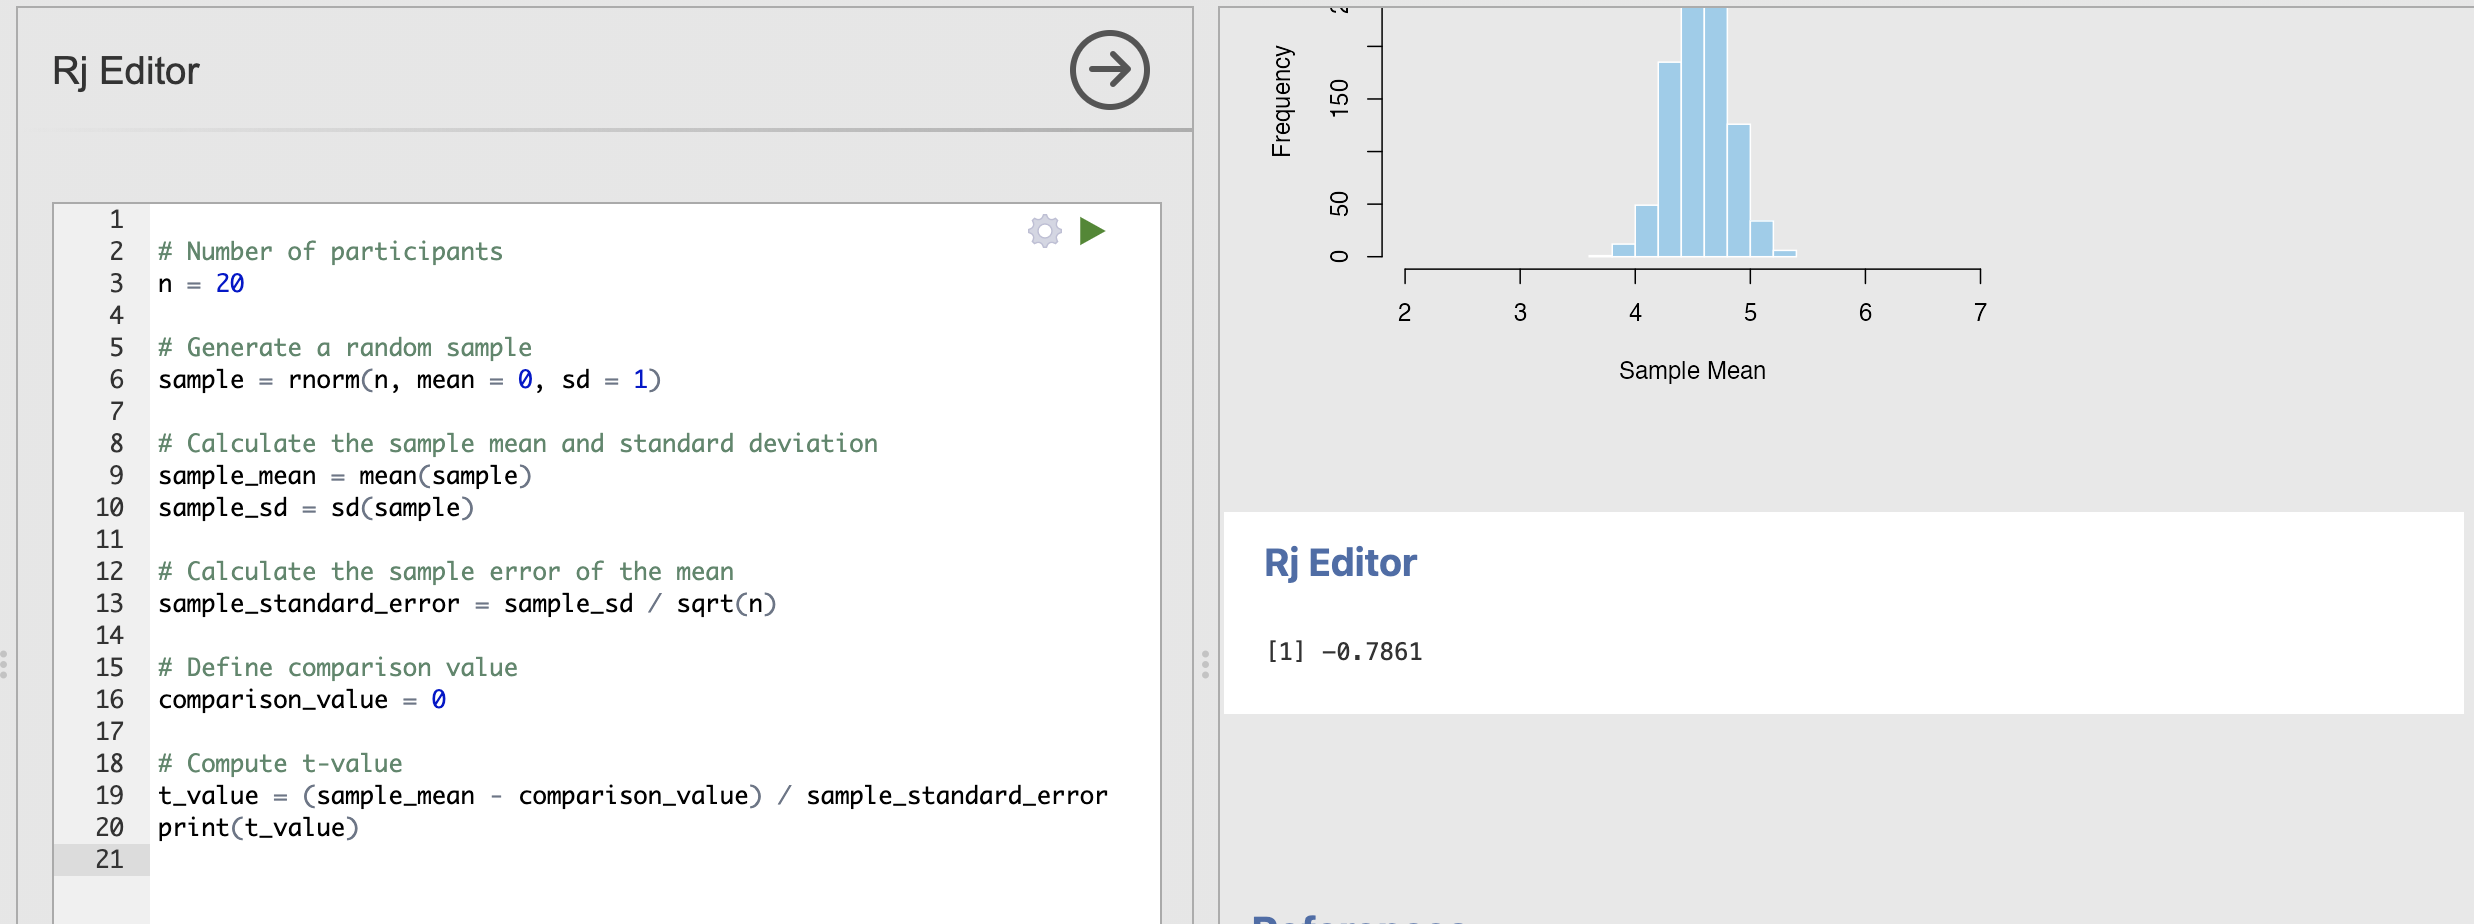 Rj Editor
1
2 # Number of participants
3 n = 20
4
5 # Generate a random sample
6 sample = rnorm(n, mean = 0, sd = 1)
7
8 # Calculate the sample mean and standard deviation
9 sample_mean = mean(sample)
10 sample_sd = sd(sample)
11
12 # Calculate the sample error of the mean
13 sample_standard_error = sample_sd / sqrt(n)
14
15 # Define comparison value
16 comparison_value = 0
17
18 # Compute t-value
19 t_value = (sample_mean - comparison_value) / sample_standard_error
20 print(t_value)
21
Frequency
150
50
0
2 3 4 5 6 7
Sample Mean
Rj Editor
[1] -0.7861